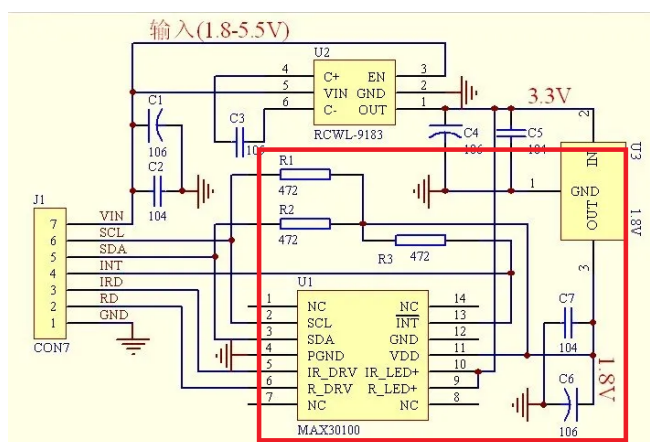 输入(1.8-5.5V)
U2
4 C+ EN 3
5 VIN GND 2
6 C- OUT 1
RCWL-9183
3.3V
C1
106
C2
104
C3
C4
106
C5
104
2
U3
IN
1 GND
OUT
1.8V
3
R1
472
R2
472
R3 472
J1
7 VIN
6 SCL
5 SDA
4 INT
3 IRD
2 RD
1 GND
CON7
U1
1 NC NC 14
2 SCL INT 13
3 SDA GND 12
4 PGND VDD 11
5 IR_DRV IR_LED+ 10
6 R_DRV R_LED+ 9
7 NC NC 8
MAX30100
C7
104
C6
106
1.8V